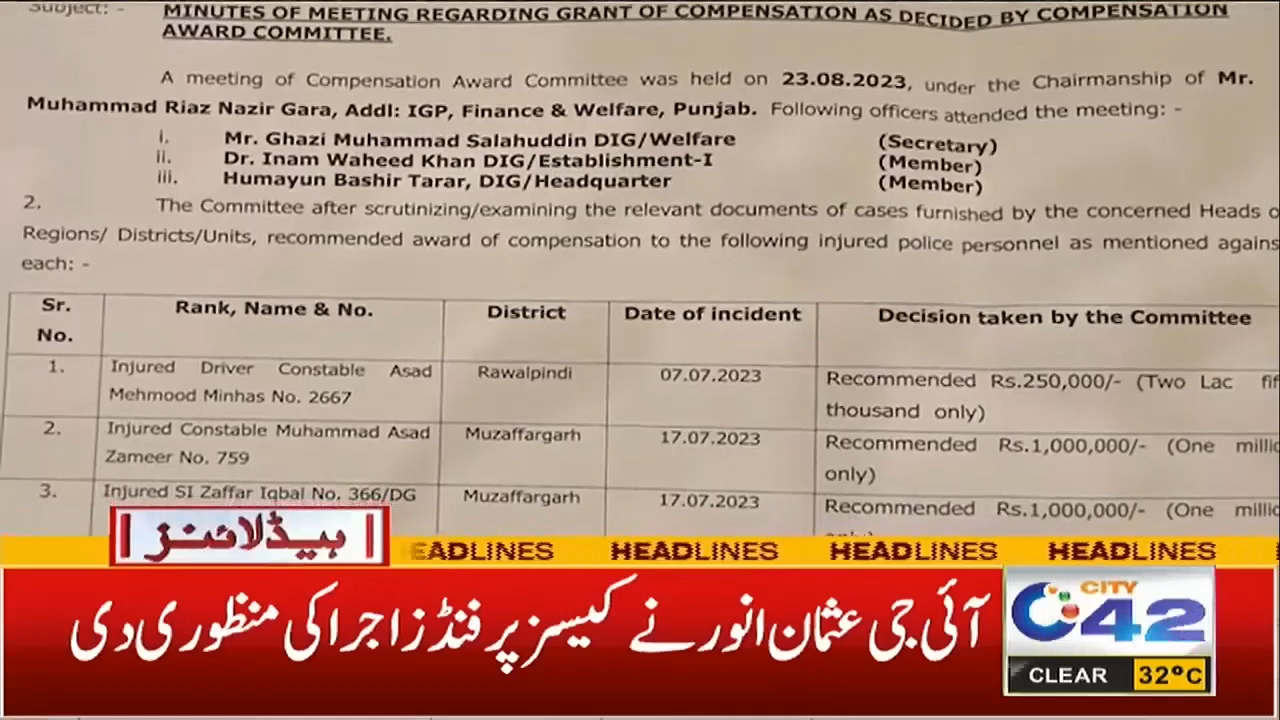 Subject: - MINUTES OF MEETING REGARDING GRANT OF COMPENSATION AS DECIDED BY COMPENSATION
AWARD COMMITTEE.
A meeting of Compensation Award Committee was held on 23.08.2023, under the Chairmanship of Mr.
Muhammad Riaz Nazir Gara, Addl: IGP, Finance & Welfare, Punjab. Following officers attended the meeting: -
i. Mr. Ghazi Muhammad Salahuddin DIG/Welfare (Secretary)
ii. Dr. Inam Waheed Khan DIG/Establishment-I (Member)
iii. Humayun Bashir Tarar, DIG/Headquarter (Member)
2. The Committee after scrutinizing/examining the relevant documents of cases furnished by the concerned Heads o
Regions/ Districts/Units, recommended award of compensation to the following injured police personnel as mentioned agains
each: -
Sr. No. Rank, Name & No. District Date of incident Decision taken by the Committee
1. Injured Driver Constable Asad Rawalpindi 07.07.2023 Recommended Rs.250,000/- (Two Lac fif
Mehmood Minhas No. 2667 thousand only)
2. Injured Constable Muhammad Asad Muzaffargarh 17.07.2023 Recommended Rs.1,000,000/- (One millio
Zameer No. 759 only)
3. Injured SI Zaffar Iqbal No. 366/DG Muzaffargarh 17.07.2023 Recommended Rs.1,000,000/- (One millio
ہیڈلائنز
EADLINES HEADLINES HEADLINES HEADLINES
آئی جی عثمان انور نے کیسز پر فنڈز اجرا کی منظوری دی
CITY
42
CLEAR 32°C